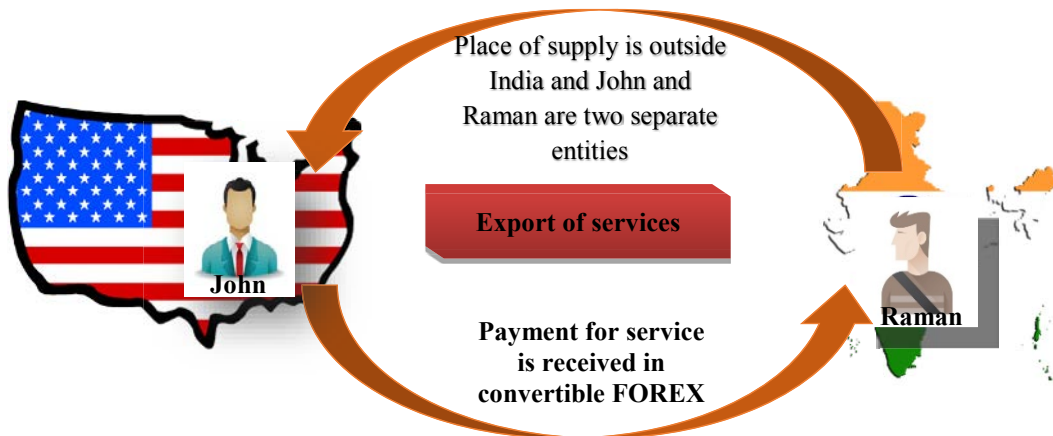 Place of supply is outside
India and John and
Raman are two separate
entities
Export of services
John
Raman
Payment for service
is received in
convertible FOREX